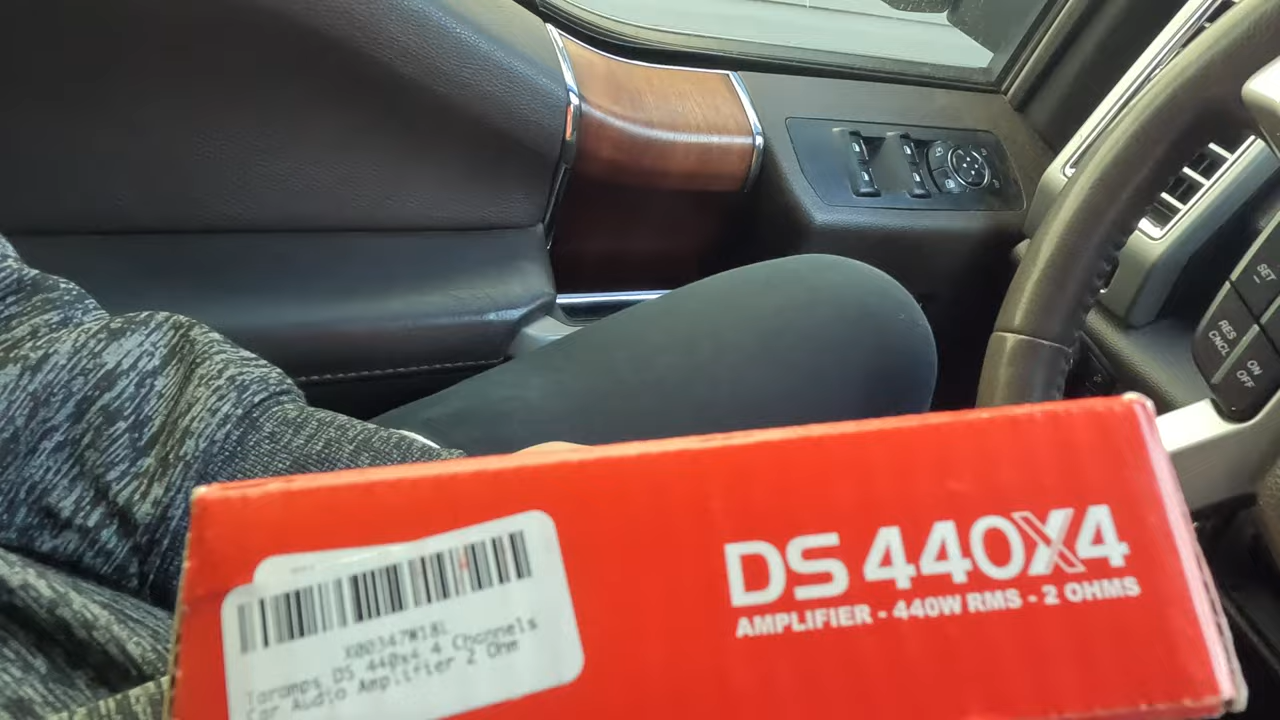 SET
RES
CNCL
ON
OFF
DS 440X4
AMPLIFIER - 440W RMS - 2 OHMS
X00347W18L
Taramps DS 440x4 4 Channels
Car Audio Amplifier 2 Ohm